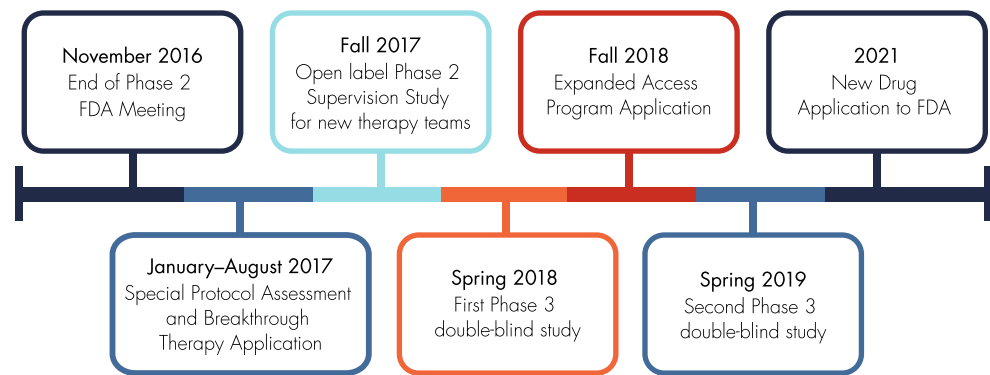 November 2016
End of Phase 2
FDA Meeting
January–August 2017
Special Protocol Assessment
and Breakthrough
Therapy Application
Fall 2017
Open label Phase 2
Supervision Study
for new therapy teams
Spring 2018
First Phase 3
double-blind study
Fall 2018
Expanded Access
Program Application
Spring 2019
Second Phase 3
double-blind study
2021
New Drug
Application to FDA